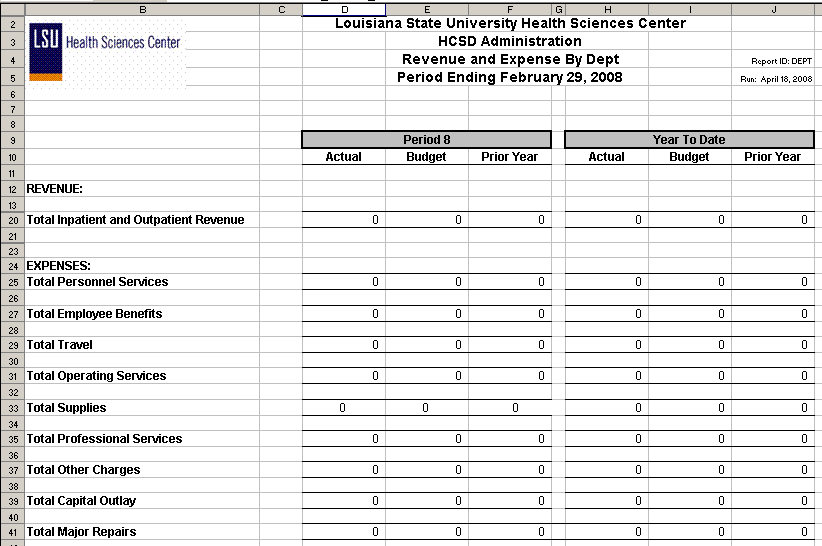 B C D E F G H I J
2 Louisiana State University Health Sciences Center
LSU Health Sciences Center
3 HCSD Administration
4 Revenue and Expense By Dept Report ID: DEPT
5 Period Ending February 29, 2008 Run: April 18, 2008
6
7
8
9 Period 8 Year To Date
10 Actual Budget Prior Year Actual Budget Prior Year
11
12 REVENUE:
13
20 Total Inpatient and Outpatient Revenue 0 0 0 0 0 0
21
23
24 EXPENSES:
25 Total Personnel Services 0 0 0 0 0 0
26
27 Total Employee Benefits 0 0 0 0 0 0
28
29 Total Travel 0 0 0 0 0 0
30
31 Total Operating Services 0 0 0 0 0 0
32
33 Total Supplies 0 0 0 0 0 0
34
35 Total Professional Services 0 0 0 0 0 0
36
37 Total Other Charges 0 0 0 0 0 0
38
39 Total Capital Outlay 0 0 0 0 0 0
40
41 Total Major Repairs 0 0 0 0 0 0